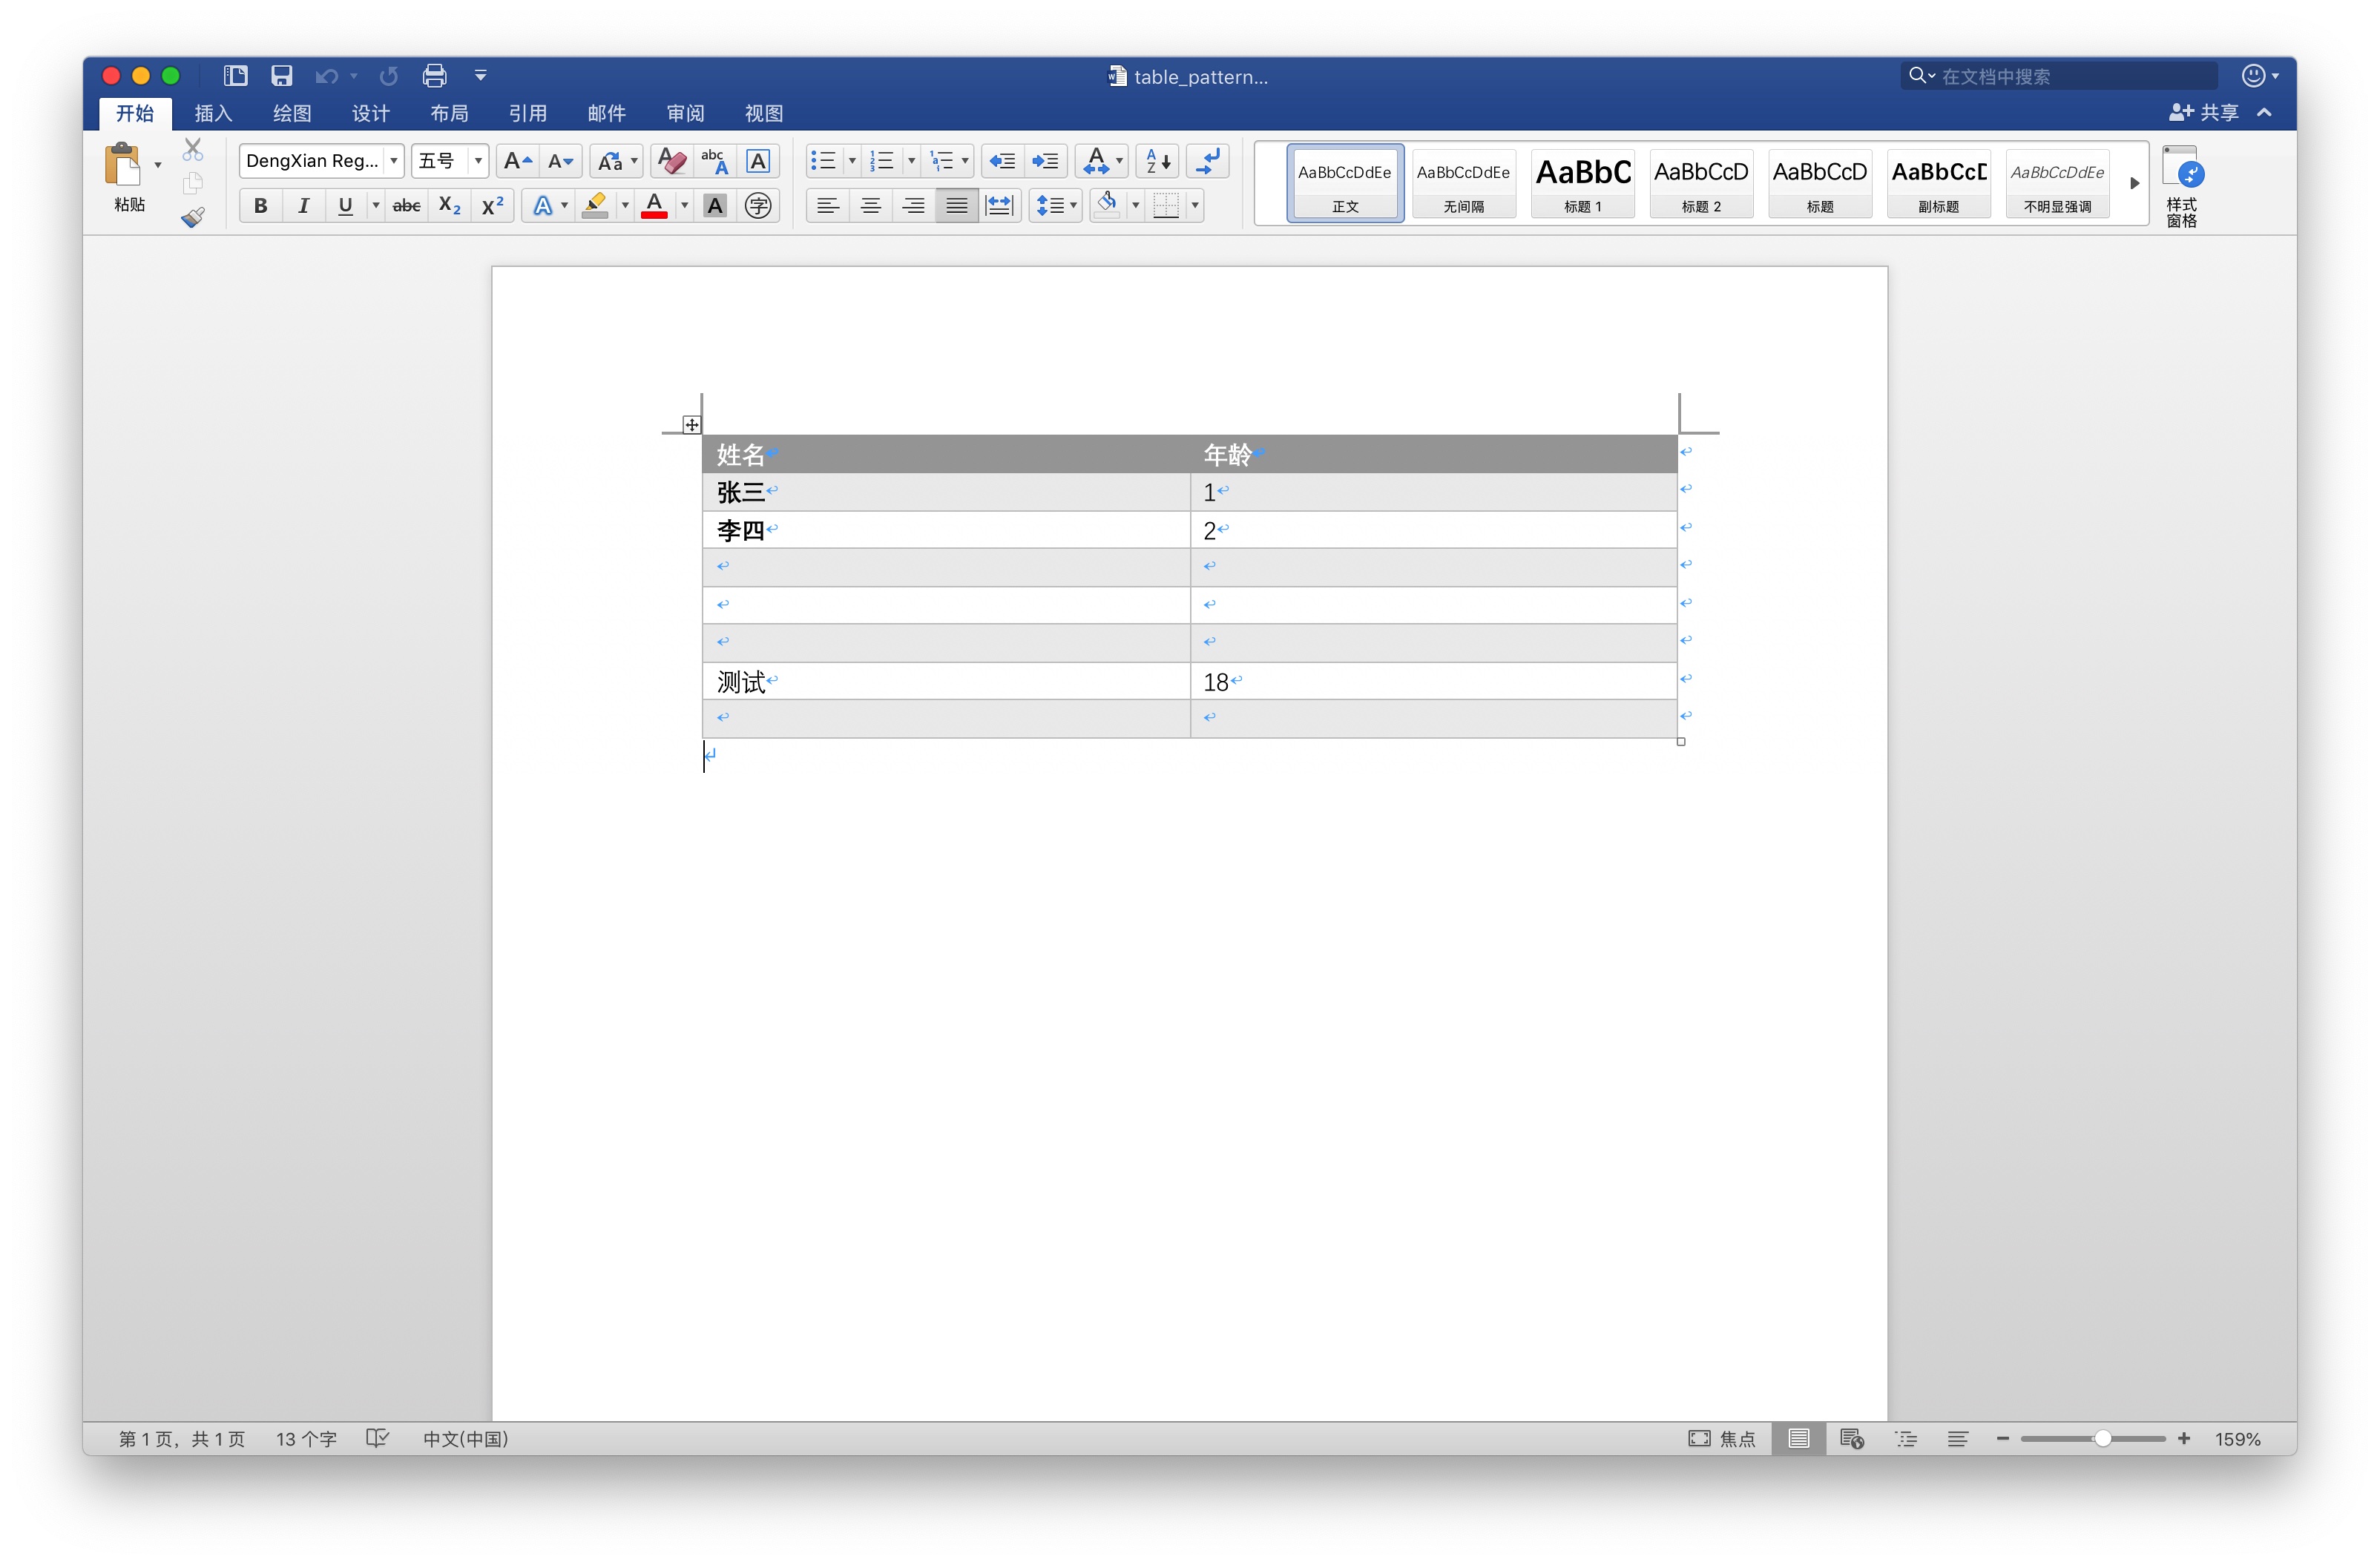 table_pattern...
在文档中搜索
开始 插入 绘图 设计 布局 引用 邮件 审阅 视图 共享
粘贴
DengXian Reg... 五号
AaBbCcDdEe AaBbCcDdEe AaBbC AaBbCcD AaBbCcD AaBbCcD AaBbCcDdEe
正文 无间隔 标题 1 标题 2 标题 副标题 不明显强调
样式
窗格
姓名 年龄
张三 1
李四 2
测试 18
第 1 页，共 1 页 13 个字 中文(中国) 焦点 159%